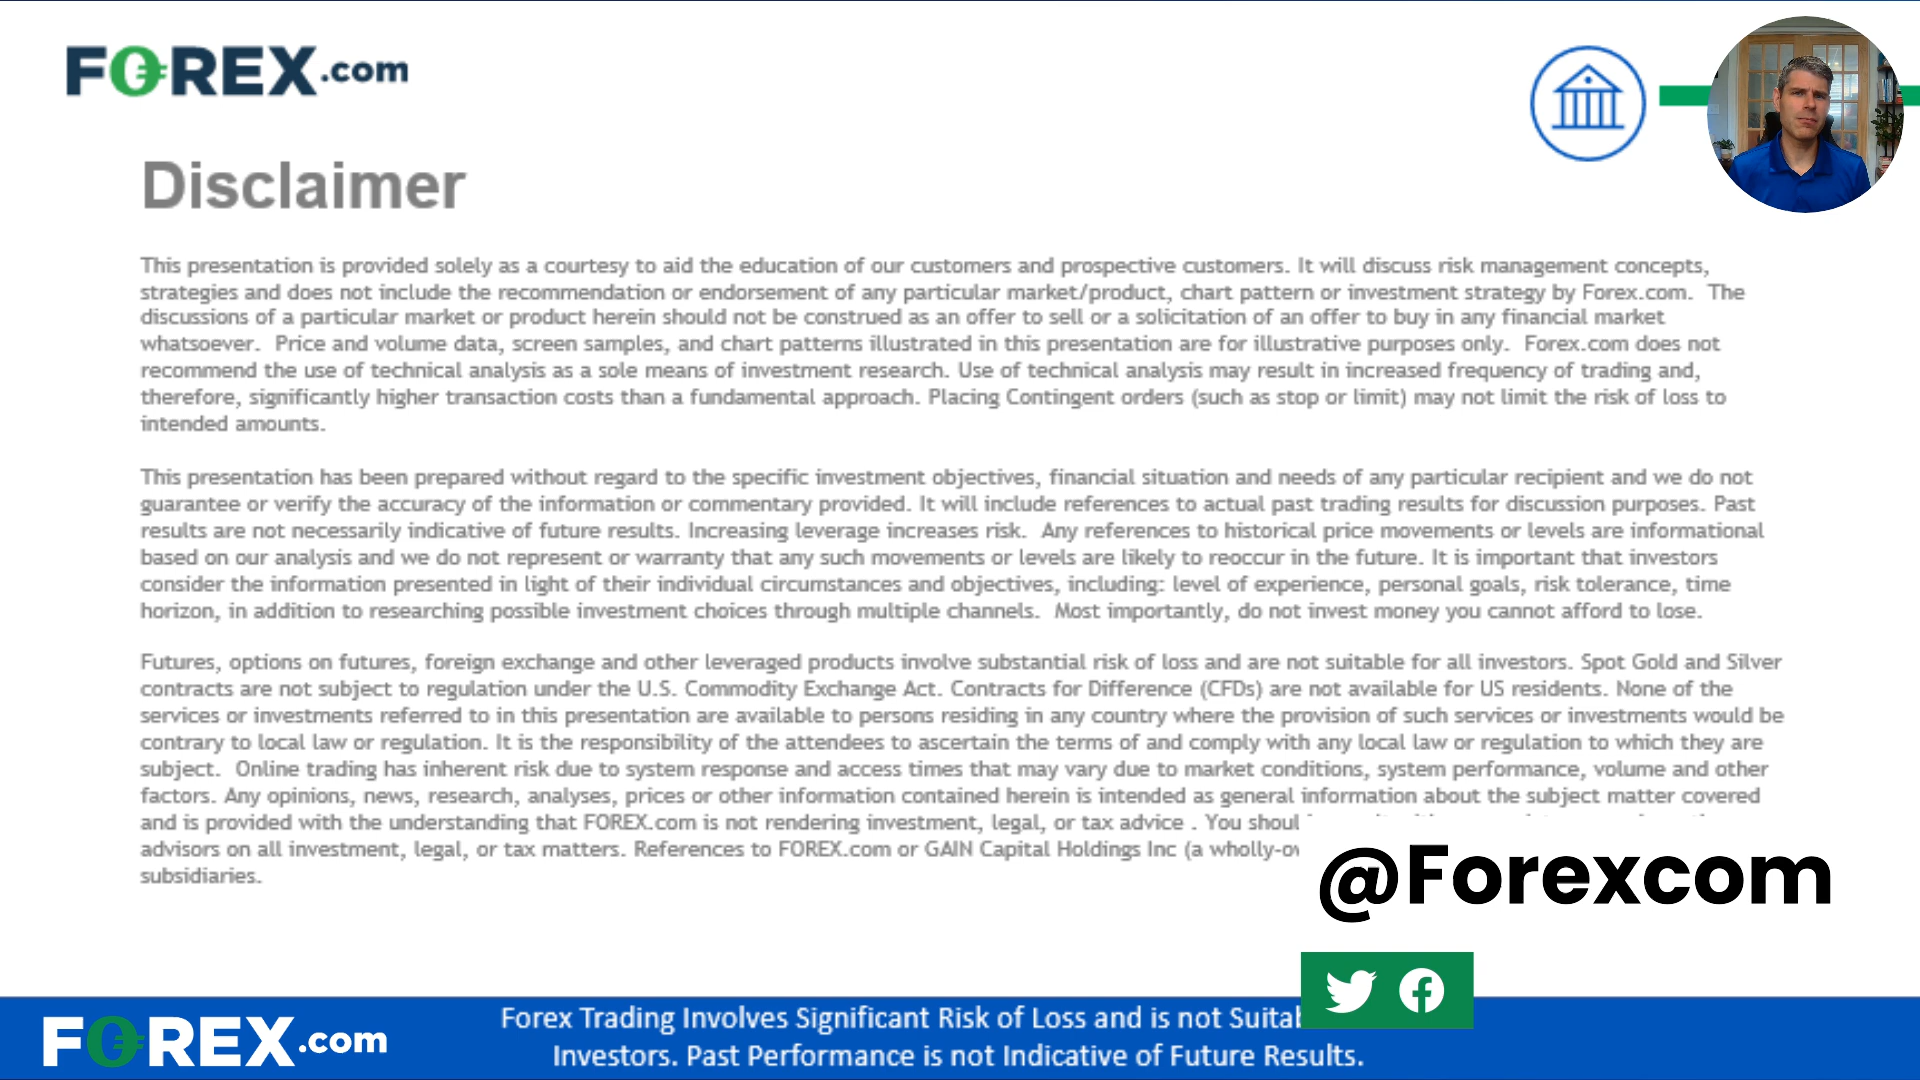 FOREX.com
Disclaimer
This presentation is provided solely as a courtesy to aid the education of our customers and prospective customers. It will discuss risk management concepts,
strategies and does not include the recommendation or endorsement of any particular market/product, chart pattern or investment strategy by Forex.com. The
discussions of a particular market or product herein should not be construed as an offer to sell or a solicitation of an offer to buy in any financial market
whatsoever. Price and volume data, screen samples, and chart patterns illustrated in this presentation are for illustrative purposes only. Forex.com does not
recommend the use of technical analysis as a sole means of investment research. Use of technical analysis may result in increased frequency of trading and,
therefore, significantly higher transaction costs than a fundamental approach. Placing Contingent orders (such as stop or limit) may not limit the risk of loss to
intended amounts.
This presentation has been prepared without regard to the specific investment objectives, financial situation and needs of any particular recipient and we do not
guarantee or verify the accuracy of the information or commentary provided. It will include references to actual past trading results for discussion purposes. Past
results are not necessarily indicative of future results. Increasing leverage increases risk. Any references to historical price movements or levels are informational
based on our analysis and we do not represent or warranty that any such movements or levels are likely to reoccur in the future. It is important that investors
consider the information presented in light of their individual circumstances and objectives, including: level of experience, personal goals, risk tolerance, time
horizon, in addition to researching possible investment choices through multiple channels. Most importantly, do not invest money you cannot afford to lose.
Futures, options on futures, foreign exchange and other leveraged products involve substantial risk of loss and are not suitable for all investors. Spot Gold and Silver
contracts are not subject to regulation under the U.S. Commodity Exchange Act. Contracts for Difference (CFDs) are not available for US residents. None of the
services or investments referred to in this presentation are available to persons residing in any country where the provision of such services or investments would be
contrary to local law or regulation. It is the responsibility of the attendees to ascertain the terms of and comply with any local law or regulation to which they are
subject. Online trading has inherent risk due to system response and access times that may vary due to market conditions, system performance, volume and other
factors. Any opinions, news, research, analyses, prices or other information contained herein is intended as general information about the subject matter covered
and is provided with the understanding that FOREX.com is not rendering investment, legal, or tax advice . You shoul
advisors on all investment, legal, or tax matters. References to FOREX.com or GAIN Capital Holdings Inc (a wholly-ov
subsidiaries.
@Forexcom
FOREX.com
Forex Trading Involves Significant Risk of Loss and is not Suitab
Investors. Past Performance is not Indicative of Future Results.